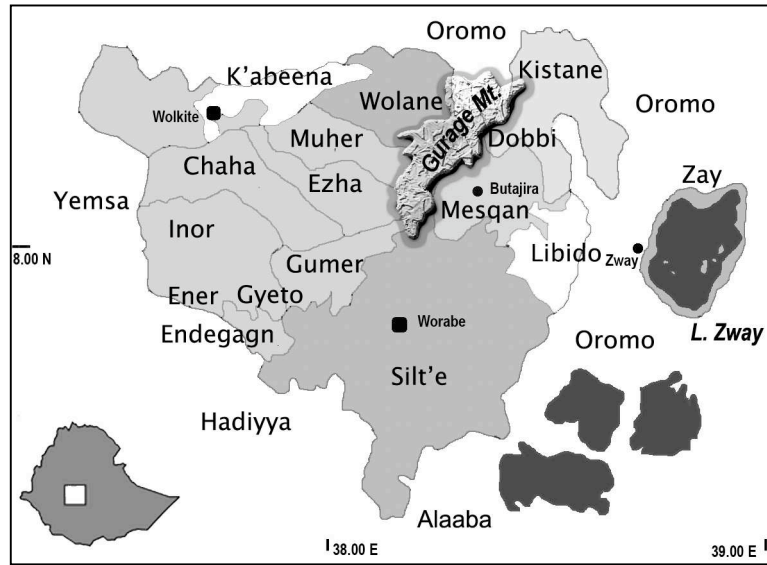 Oromo
Kistane
K'abeena
Wolane
Gurage Mt.
Oromo
Wolkite
Muher
Dobbi
Chaha
Zay
Ezha
Butajira
Yemsa
Mesqan
Inor
8.00 N
Libido
Zway
Gumer
Ener
Gyeto
Worabe
L. Zway
Endegagn
Oromo
Silt'e
Hadiyya
Alaaba
38.00 E
39.00 E